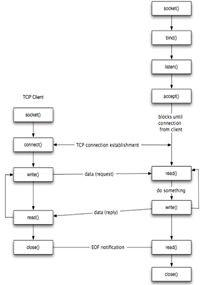 socket()
bind()
listen()
accept()
blocks until
connection
from client
TCP Client
socket()
connect()
TCP connection establishment
write()
data (request)
read()
do something
write()
data (reply)
read()
close()
EOF notification
read()
close()